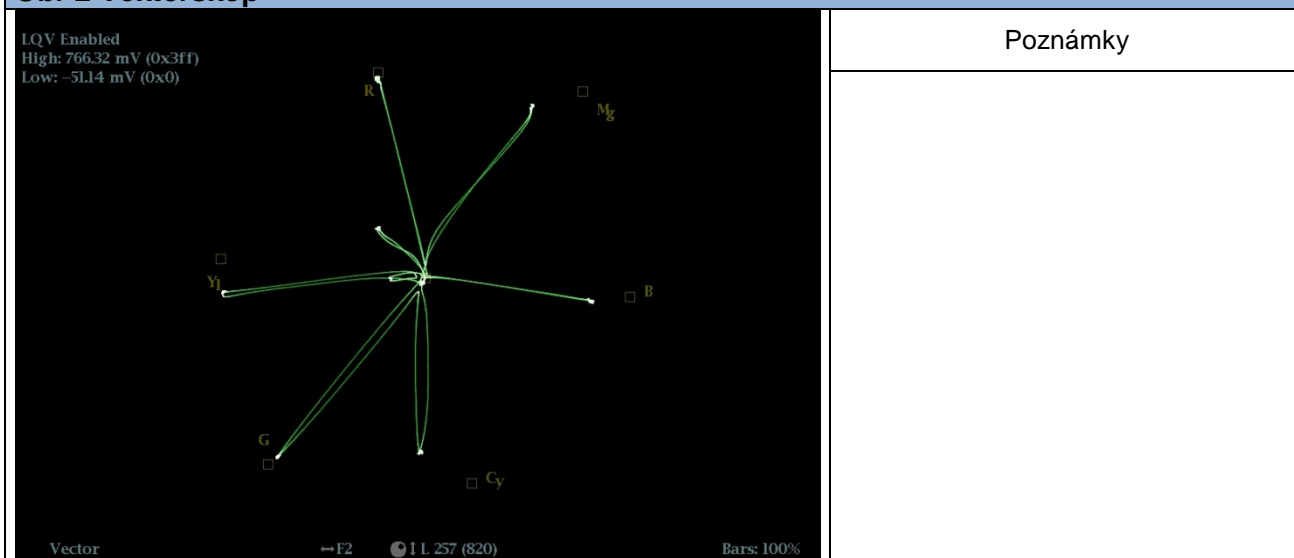 LQV Enabled
High: 766.32 mV (0x3ff)
Low: –51.14 mV (0x0)
R
Mg
Yl
B
G
Cy
Vector
F2
L 257 (820)
Bars: 100%
Poznámky